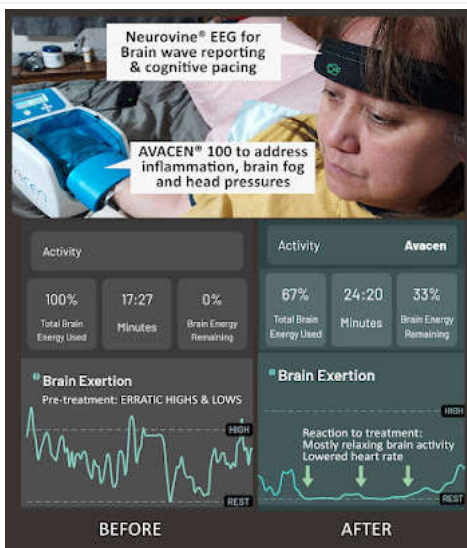 Neurovine® EEG for
Brain wave reporting
& cognitive pacing
AVACEN® 100 to address
inflammation, brain fog
and head pressures
Activity
100%
Total Brain
Energy Used
17:27
Minutes
0%
Brain Energy
Remaining
Brain Exertion
Pre-treatment: ERRATIC HIGHS & LOWS
HIGH
REST
BEFORE
Activity Avacen
67%
Total Brain
Energy Used
24:20
Minutes
33%
Brain Energy
Remaining
Brain Exertion
HIGH
Reaction to treatment:
Mostly relaxing brain activity
Lowered heart rate
REST
AFTER